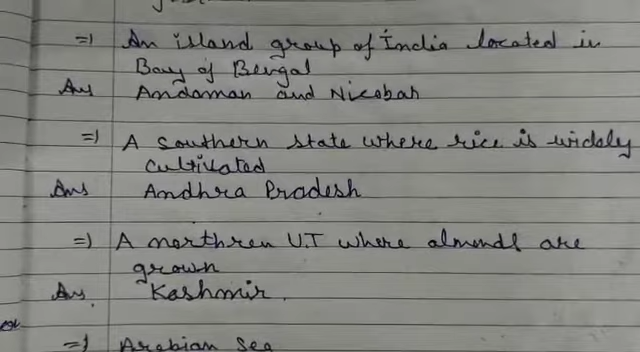 =) An island group of India located in
Bay of Bengal
Ans Andaman and Nicobah
=) A southern state where rice is widely
cultivated
Ans Andhra Pradesh
=) A northren U.T where almonds are
grown
Ans. Kashmir.
=) Arabian Sea